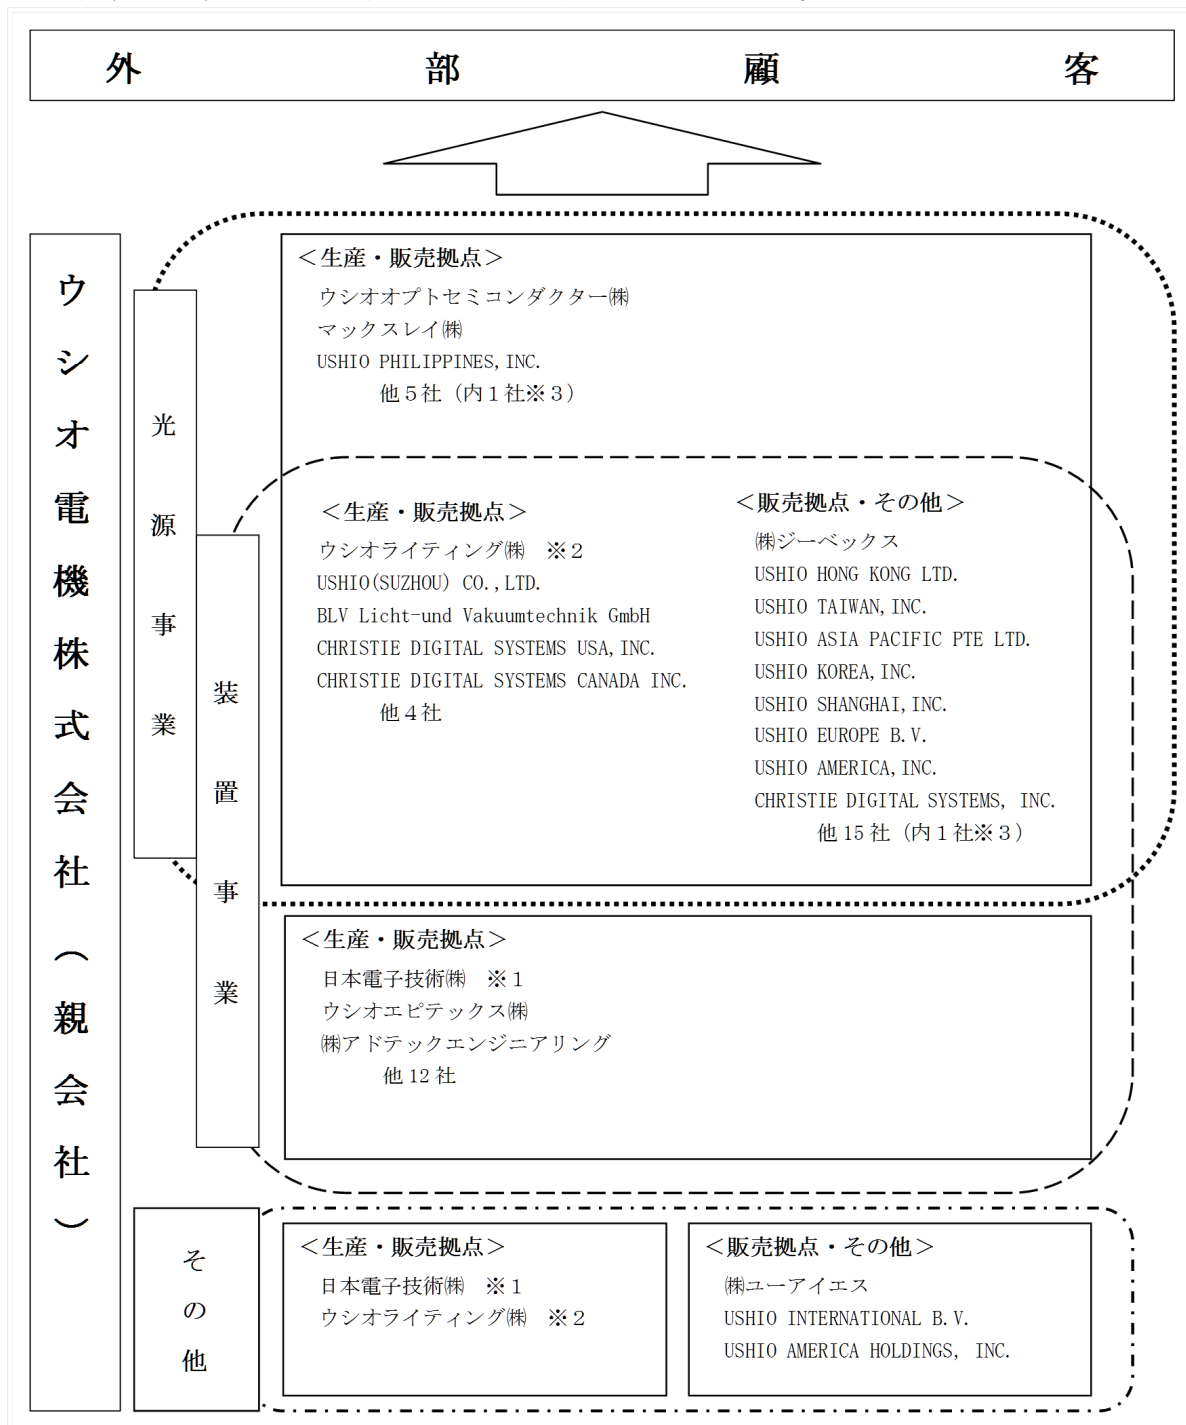 外部顧客
ウシオ電機株式会社（親会社）
光源事業
＜生産・販売拠点＞
ウシオオプトセミコンダクター㈱
マックスレイ㈱
USHIO PHILIPPINES,INC.
他５社（内１社※３）
装置事業
＜生産・販売拠点＞
ウシオライティング㈱　※２
USHIO(SUZHOU) CO.,LTD.
BLV Licht-und Vakuumtechnik GmbH
CHRISTIE DIGITAL SYSTEMS USA,INC.
CHRISTIE DIGITAL SYSTEMS CANADA INC.
他４社
＜販売拠点・その他＞
㈱ジーベックス
USHIO HONG KONG LTD.
USHIO TAIWAN,INC.
USHIO ASIA PACIFIC PTE LTD.
USHIO KOREA,INC.
USHIO SHANGHAI,INC.
USHIO EUROPE B.V.
USHIO AMERICA,INC.
CHRISTIE DIGITAL SYSTEMS, INC.
他 15 社（内１社※３）
＜生産・販売拠点＞
日本電子技術㈱　※１
ウシオエピテックス㈱
㈱アドテックエンジニアリング
他 12 社
その他
＜生産・販売拠点＞
日本電子技術㈱　※１
ウシオライティング㈱　※２
＜販売拠点・その他＞
㈱ユーアイエス
USHIO INTERNATIONAL B.V.
USHIO AMERICA HOLDINGS, INC.